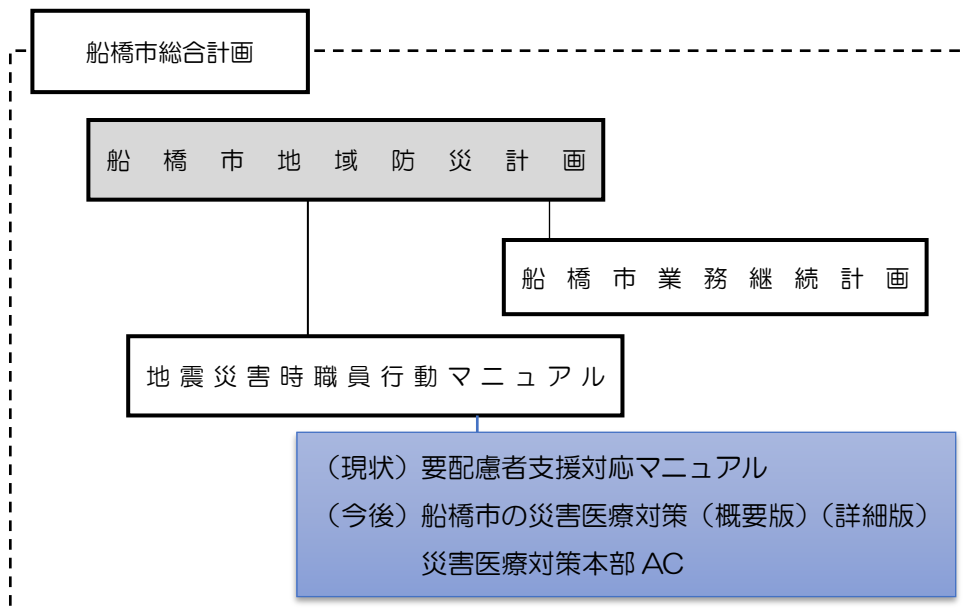 船橋市総合計画
船橋市地域防災計画
船橋市業務継続計画
地震災害時職員行動マニュアル
（現状）要配慮者支援対応マニュアル
（今後）船橋市の災害医療対策（概要版）（詳細版）
災害医療対策本部 AC